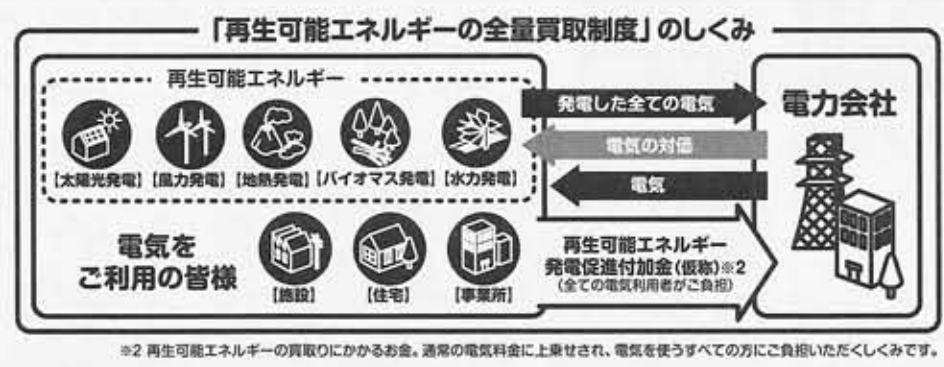 「再生可能エネルギーの全量買取制度」のしくみ
再生可能エネルギー
【太陽光発電】【風力発電】【地熱発電】【バイオマス発電】【水力発電】
発電した全ての電気
電気の対価
電気
電力会社
電気を
ご利用の皆様
【施設】 【住宅】 【事業所】
再生可能エネルギー
発電促進付加金(仮称)※2
(全ての電気利用者がご負担)
※2 再生可能エネルギーの買取りにかかるお金。通常の電気料金に上乗せされ、電気を使うすべての方にご負担いただくしくみです。